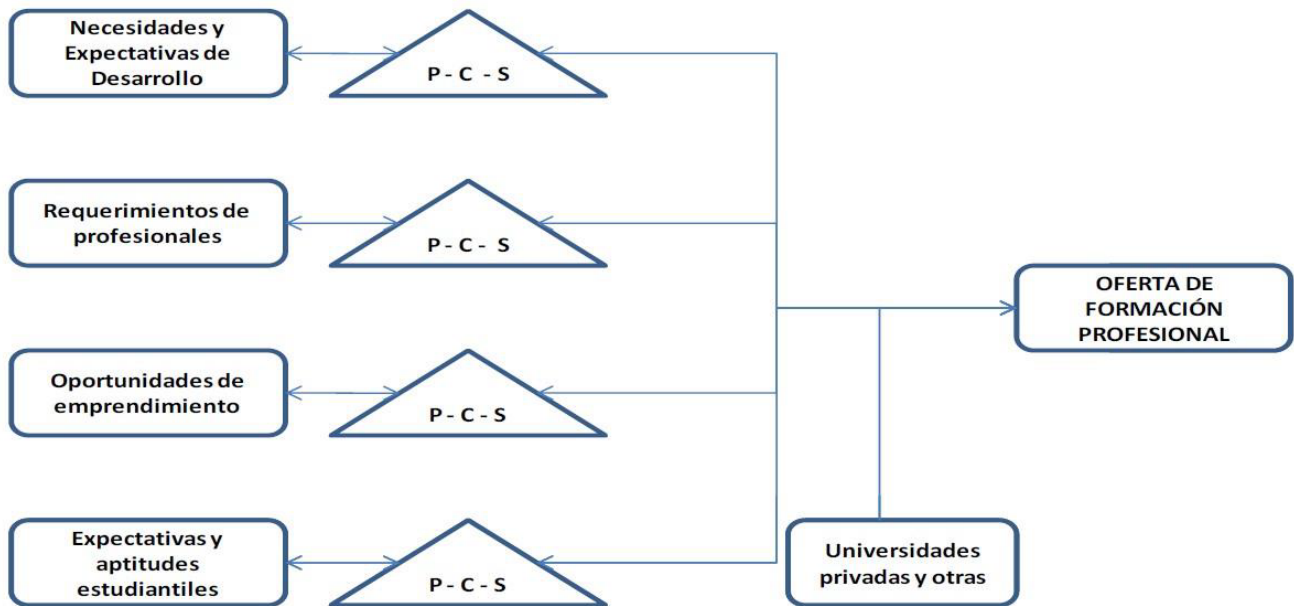 Necesidades y
Expectativas de
Desarrollo
P - C - S
Requerimientos de
profesionales
P - C - S
OFERTA DE
FORMACIÓN
PROFESIONAL
Oportunidades de
emprendimiento
P - C - S
Expectativas y
aptitudes
estudiantiles
P - C - S
Universidades
privadas y otras